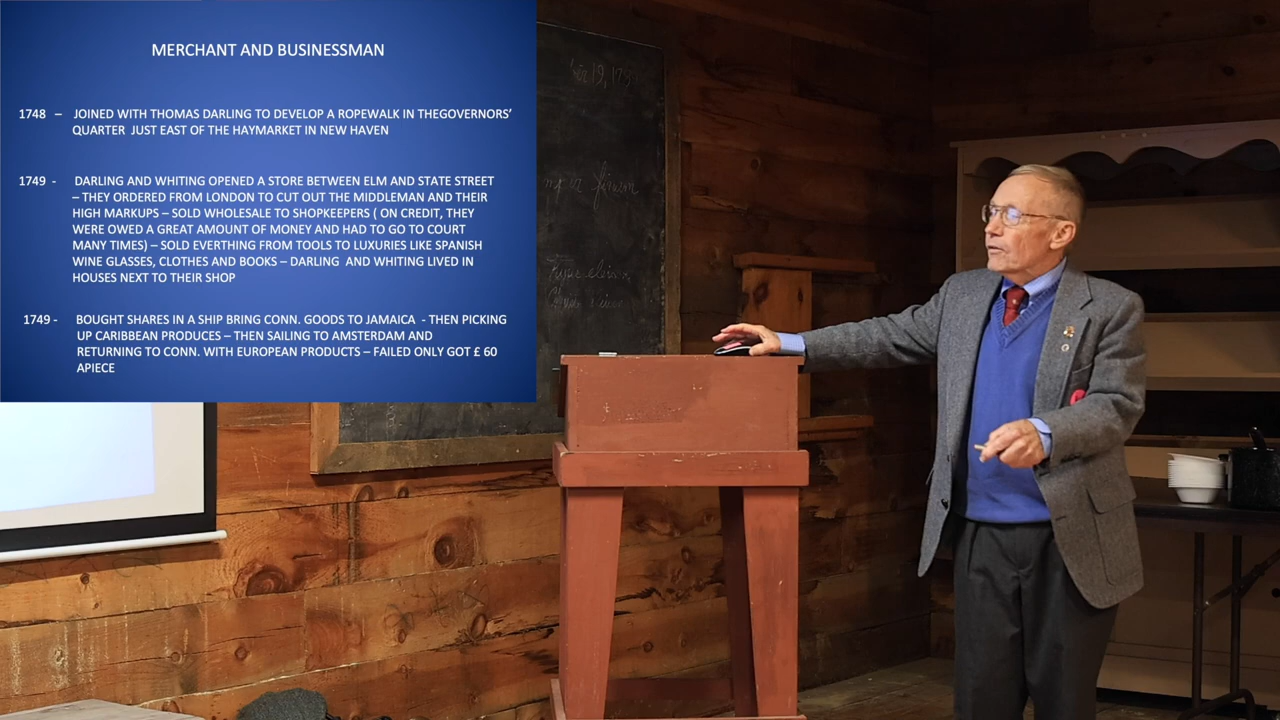 MERCHANT AND BUSINESSMAN
1748 – JOINED WITH THOMAS DARLING TO DEVELOP A ROPEWALK IN THEGOVERNORS'
QUARTER JUST EAST OF THE HAYMARKET IN NEW HAVEN
1749 - DARLING AND WHITING OPENED A STORE BETWEEN ELM AND STATE STREET
– THEY ORDERED FROM LONDON TO CUT OUT THE MIDDLEMAN AND THEIR
HIGH MARKUPS – SOLD WHOLESALE TO SHOPKEEPERS ( ON CREDIT, THEY
WERE OWED A GREAT AMOUNT OF MONEY AND HAD TO GO TO COURT
MANY TIMES) – SOLD EVERTHING FROM TOOLS TO LUXURIES LIKE SPANISH
WINE GLASSES, CLOTHES AND BOOKS – DARLING AND WHITING LIVED IN
HOUSES NEXT TO THEIR SHOP
1749 - BOUGHT SHARES IN A SHIP BRING CONN. GOODS TO JAMAICA - THEN PICKING
UP CARIBBEAN PRODUCES – THEN SAILING TO AMSTERDAM AND
RETURNING TO CONN. WITH EUROPEAN PRODUCTS – FAILED ONLY GOT £ 60
APIECE